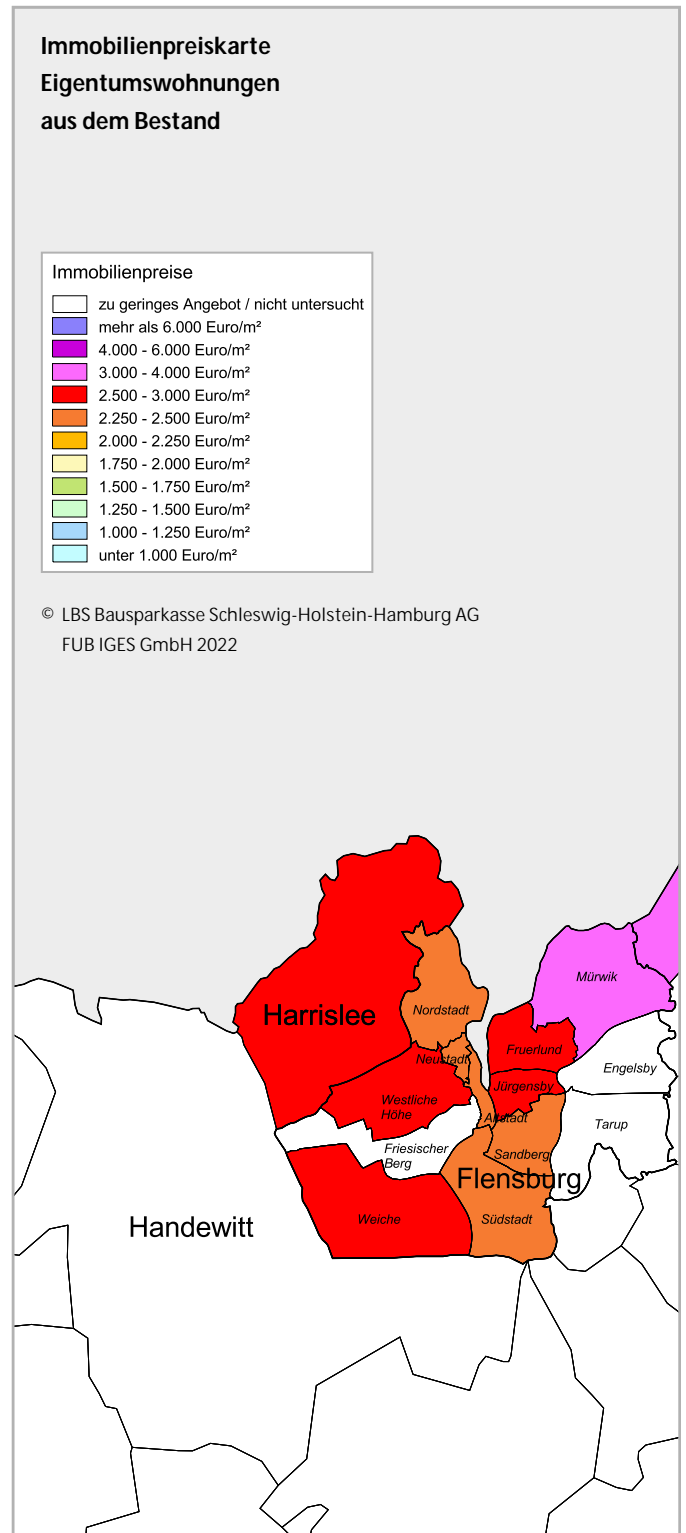 Immobilienpreiskarte
Eigentumswohnungen
aus dem Bestand
Immobilienpreise
zu geringes Angebot / nicht untersucht
mehr als 6.000 Euro/m²
4.000 - 6.000 Euro/m²
3.000 - 4.000 Euro/m²
2.500 - 3.000 Euro/m²
2.250 - 2.500 Euro/m²
2.000 - 2.250 Euro/m²
1.750 - 2.000 Euro/m²
1.500 - 1.750 Euro/m²
1.250 - 1.500 Euro/m²
1.000 - 1.250 Euro/m²
unter 1.000 Euro/m²
© LBS Bausparkasse Schleswig-Holstein-Hamburg AG
FUB IGES GmbH 2022
Mürwik
Nordstadt
Harrislee
Fruerlund
Neustadt
Engelsby
Jürgensby
Westliche
Höhe
Altstadt
Tarup
Friesischer
Berg
Sandberg
Flensburg
Weiche
Südstadt
Handewitt